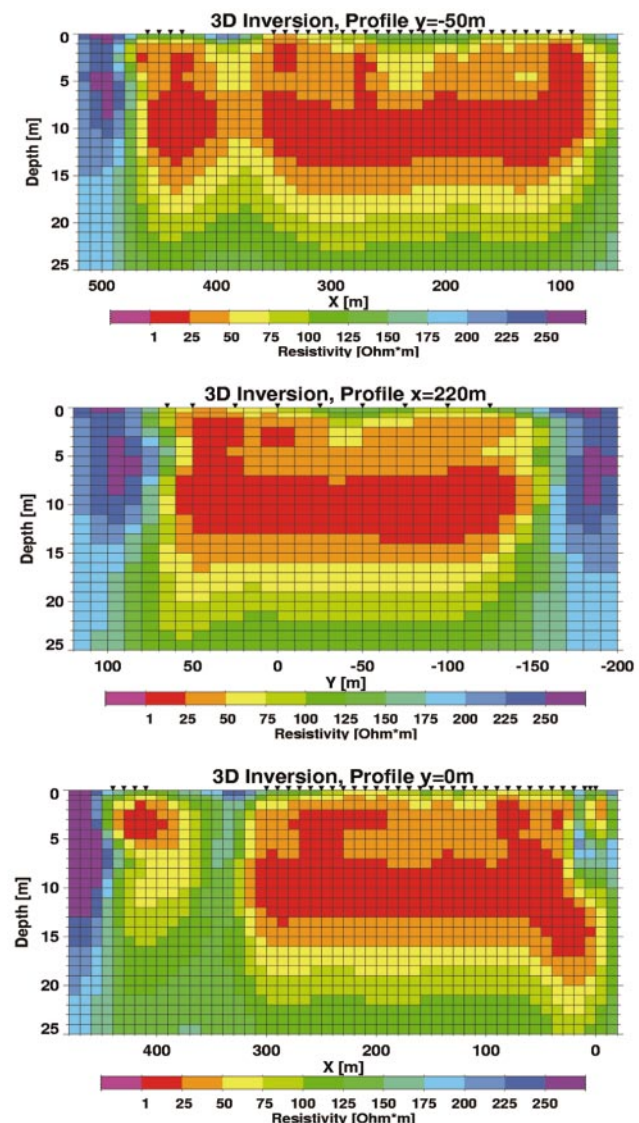 3D Inversion, Profile y=-50m
0
5
10
15
20
25
Depth [m]
500 400 300 200 100
X [m]
1 25 50 75 100 125 150 175 200 225 250
Resistivity [Ohm*m]
3D Inversion, Profile x=220m
0
5
10
15
20
25
Depth [m]
100 50 0 -50 -100 -150 -200
Y [m]
1 25 50 75 100 125 150 175 200 225 250
Resistivity [Ohm*m]
3D Inversion, Profile y=0m
0
5
10
15
20
25
Depth [m]
400 300 200 100 0
X [m]
1 25 50 75 100 125 150 175 200 225 250
Resistivity [Ohm*m]